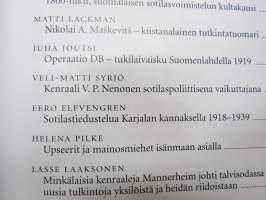 1800-luku, suomalaisen sotilasvoimistelun kultakausi
MATTI LACKMAN
Nikolai A. Maškevitš – kiistanalainen tutkintatuomari
JUHA JOUTSI
Operaatio DB – tukilaivaisku Suomenlahdella 1919
VELI-MATTI SYRJÖ
Kenraali V. P. Nenonen sotilaspoliittisena vaikuttajana
EERO ELFVENGREN
Sotilastiedustelua Karjalan kannaksella 1918–1939
HELENA PILKE
Upseerit ja mainosmiehet isänmaan asialla
LASSE LAAKSONEN
Minkälaisia kenraaleja Mannerheim johti talvisodassa
uusia tulkintoja yksilöistä ja heidän riidoistaan